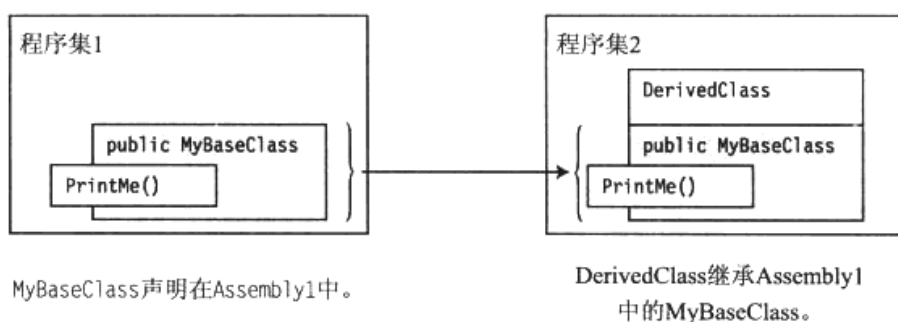 程序集1
public MyBaseClass
PrintMe()
MyBaseClass声明在Assembly1中。
程序集2
DerivedClass
public MyBaseClass
PrintMe()
DerivedClass继承Assembly1
中的MyBaseClass。